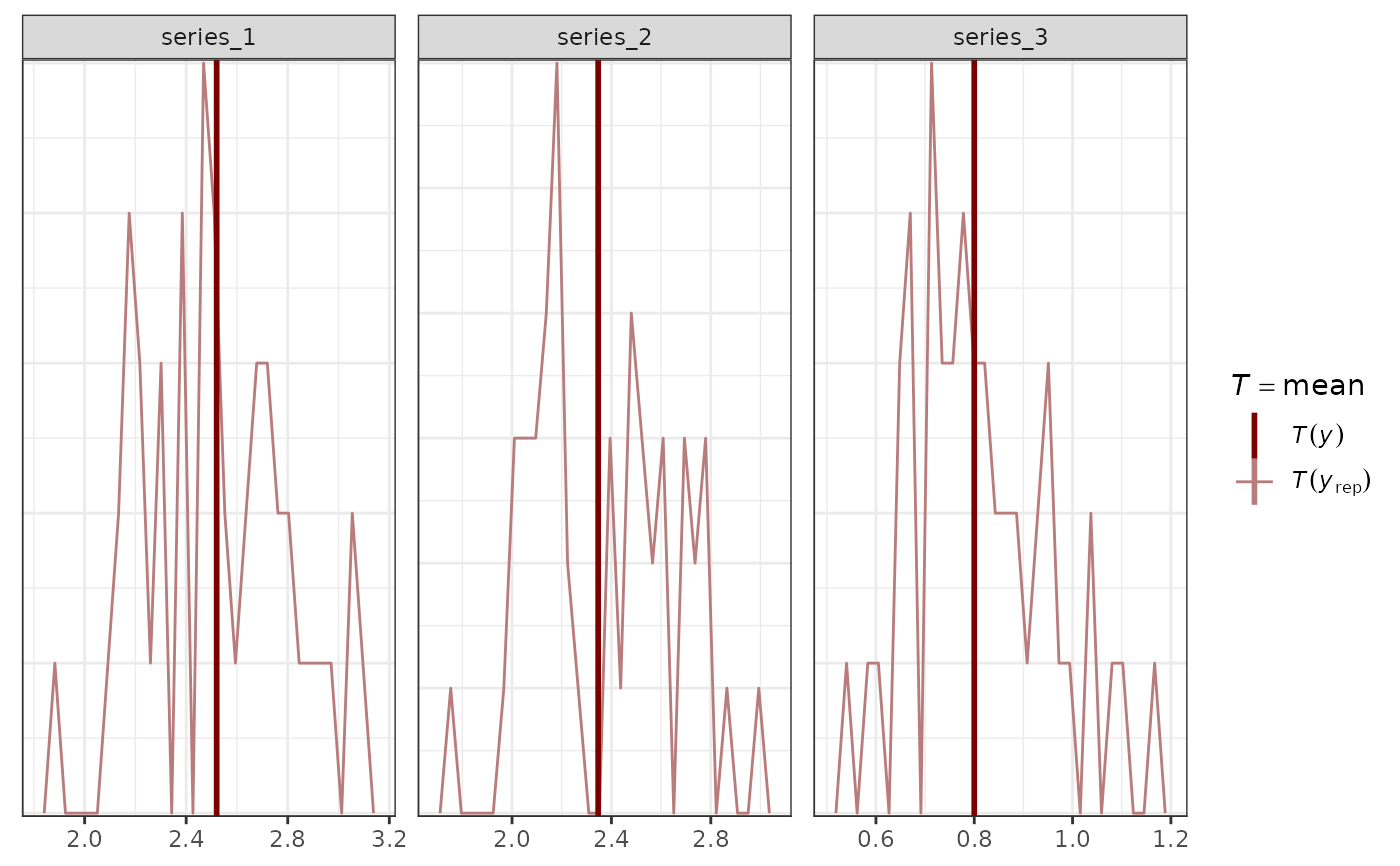 series_1 series_2 series_3
T = mean
T(y)
T(yrep)
2.0 2.4 2.8 3.2 2.0 2.4 2.8 0.6 0.8 1.0 1.2